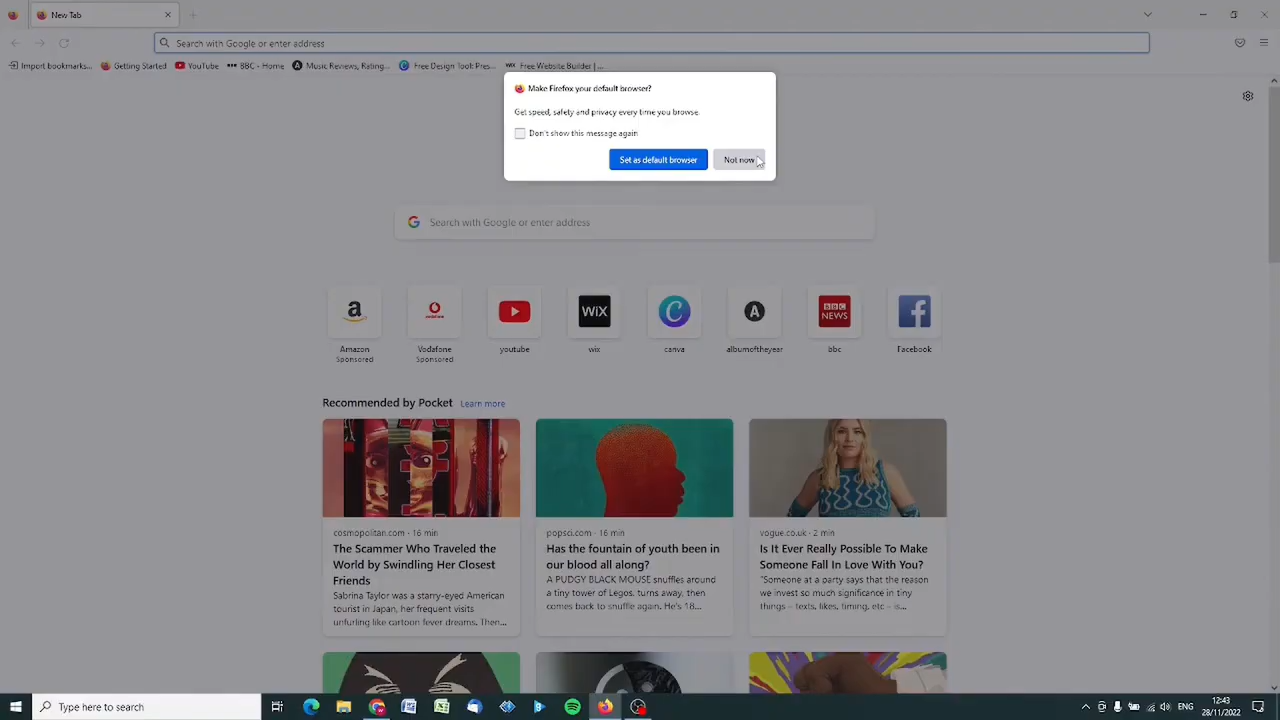 New Tab
Search with Google or enter address
Import bookmarks...
Getting Started
YouTube
BBC - Home
Music Reviews, Rating...
Free Design Tool: Pres...
WIX
Free Website Builder | ...
Make Firefox your default browser?
Get speed, safety and privacy every time you browse.
Don't show this message again
Set as default browser
Not now
Search with Google or enter address
a
WiX
C
A
BBC
NEWS
f
Amazon
Sponsored
Vodafone
Sponsored
youtube
wix
canva
albumoftheyear
bbc
Facebook
Recommended by Pocket Learn more
cosmopolitan.com · 16 min
The Scammer Who Traveled the
World by Swindling Her Closest
Friends
Sabrina Taylor was a starry-eyed American
tourist in Japan, her frequent visits
unfurling like cartoon fever dreams. Then...
popsci.com · 16 min
Has the fountain of youth been in
our blood all along?
A PUDGY BLACK MOUSE snuffles around
a tiny tower of Legos, turns away, then
comes back to snuffle again. He's 18...
vogue.co.uk · 2 min
Is It Ever Really Possible To Make
Someone Fall In Love With You?
"Someone at a party says that the reason
we invest so much significance in tiny
things – texts, likes, timing, etc – is...
Type here to search
12:43
28/11/2022